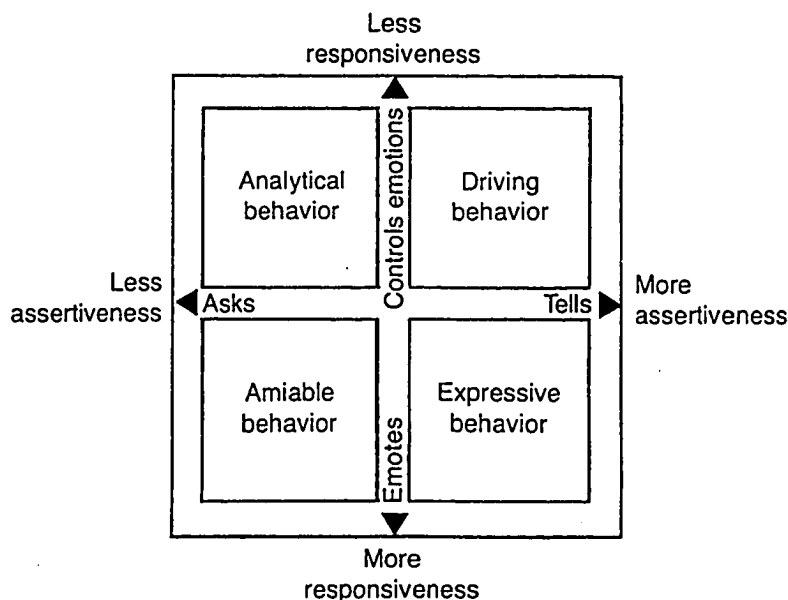 Less
responsiveness
Controls emotions
Analytical
behavior
Driving
behavior
Less
assertiveness
Asks
Tells
More
assertiveness
Amiable
behavior
Expressive
behavior
Emotes
More
responsiveness